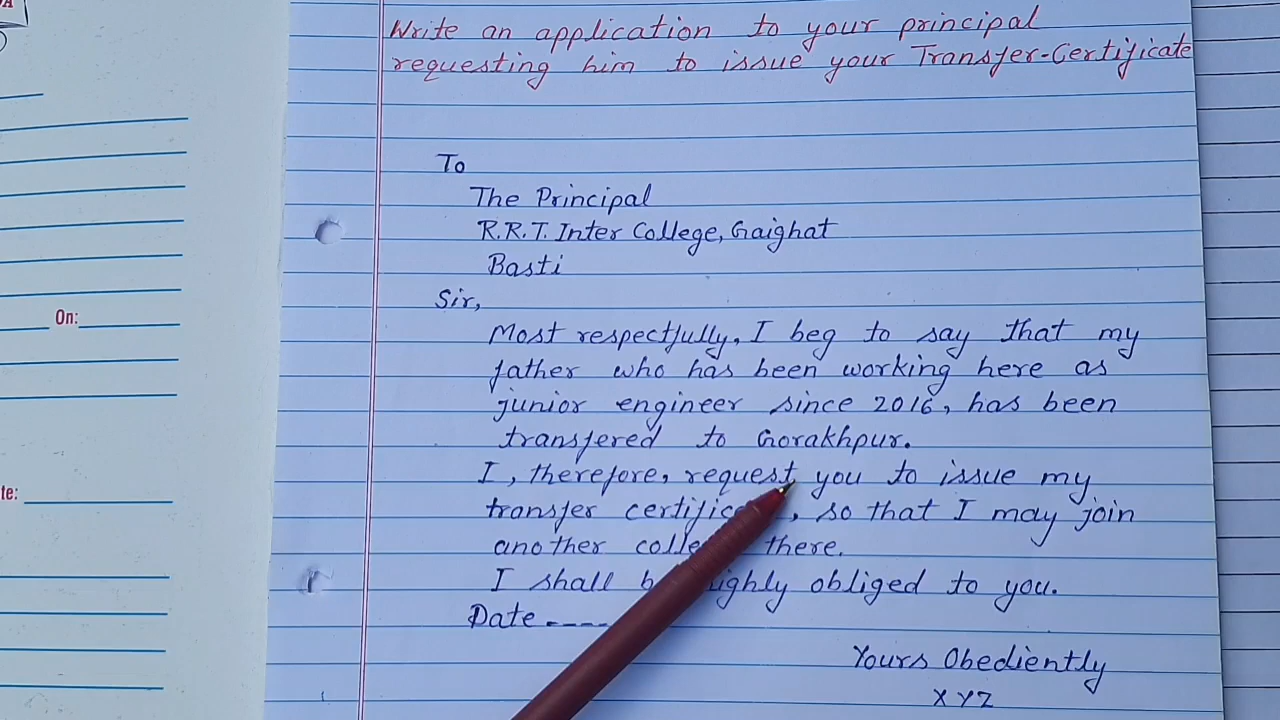 Write an application to your principal
requesting him to issue your Transfer-Certificate
To
The Principal
R.R.T. Inter College, Gaighat
Basti
Sir,
Most respectfully, I beg to say that my
father who has been working here as
junior engineer since 2016, has been
transfered to Gorakhpur.
I, therefore, request you to issue my
transfer , so that I may join
another there.
I shall obliged to you.
Date ----
Yours Obediently
XYZ
On: